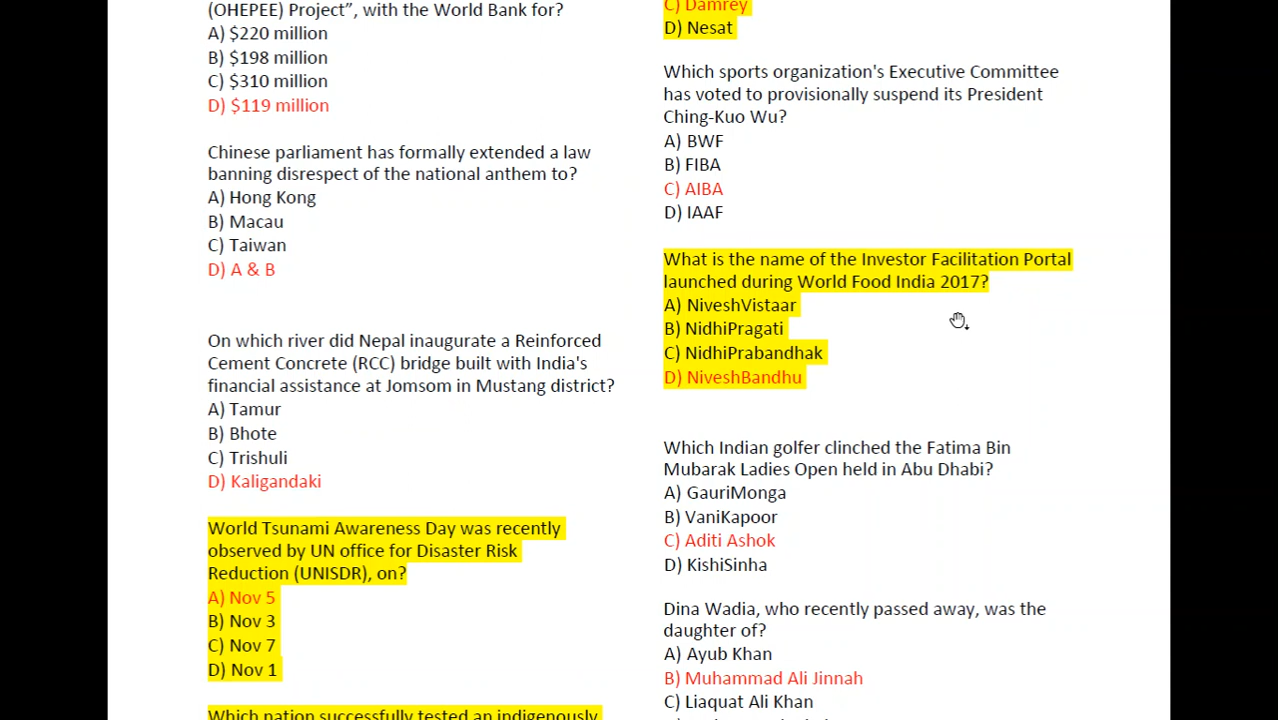 (OHEPEE) Project”, with the World Bank for?
A) $220 million
B) $198 million
C) $310 million
D) $119 million
Chinese parliament has formally extended a law
banning disrespect of the national anthem to?
A) Hong Kong
B) Macau
C) Taiwan
D) A & B
On which river did Nepal inaugurate a Reinforced
Cement Concrete (RCC) bridge built with India's
financial assistance at Jomsom in Mustang district?
A) Tamur
B) Bhote
C) Trishuli
D) Kaligandaki
World Tsunami Awareness Day was recently
observed by UN office for Disaster Risk
Reduction (UNISDR), on?
A) Nov 5
B) Nov 3
C) Nov 7
D) Nov 1
Which nation successfully tested an indigenously
C) Damrey
D) Nesat
Which sports organization's Executive Committee
has voted to provisionally suspend its President
Ching-Kuo Wu?
A) BWF
B) FIBA
C) AIBA
D) IAAF
What is the name of the Investor Facilitation Portal
launched during World Food India 2017?
A) NiveshVistaar
B) NidhiPragati
C) NidhiPrabandhak
D) NiveshBandhu
Which Indian golfer clinched the Fatima Bin
Mubarak Ladies Open held in Abu Dhabi?
A) GauriMonga
B) VaniKapoor
C) Aditi Ashok
D) KishiSinha
Dina Wadia, who recently passed away, was the
daughter of?
A) Ayub Khan
B) Muhammad Ali Jinnah
C) Liaquat Ali Khan